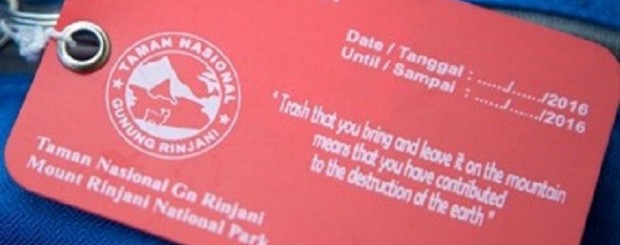 TAMAN NASIONAL
GUNUNG RINJANI
Taman Nasional Gn Rinjani
Mount Rinjani National Park
Date / Tanggal : ....../....../2016
Until / Sampai : ....../....../2016
“ Trash that you bring and leave it on the mountain
means that you have contributed
to the destruction of the earth ”